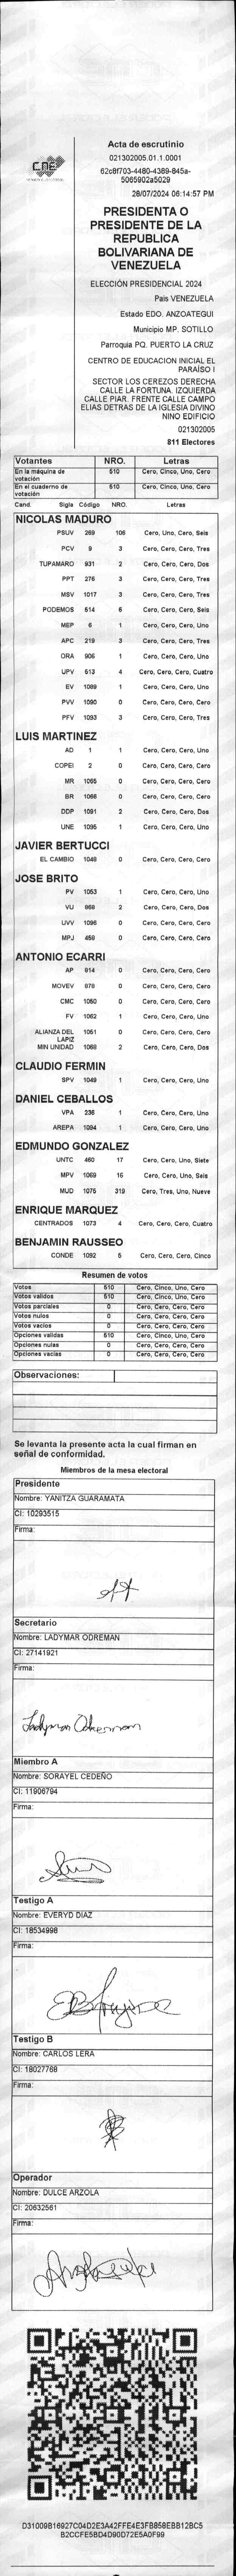 CNE
Acta de escrutinio
021302005.01.1.0001
62c8f703-4480-4389-845a-
5065902a5029
28/07/2024 06:14:57 PM
PRESIDENTA O
PRESIDENTE DE LA
REPUBLICA
BOLIVARIANA DE
VENEZUELA
ELECCIÓN PRESIDENCIAL 2024
País VENEZUELA
Estado EDO. ANZOATEGUI
Municipio MP. SOTILLO
Parroquia PQ. PUERTO LA CRUZ
CENTRO DE EDUCACION INICIAL EL
PARAÍSO I
SECTOR LOS CEREZOS DERECHA
CALLE LA FORTUNA. IZQUIERDA
CALLE PIAR. FRENTE CALLE CAMPO
ELIAS DETRAS DE LA IGLESIA DIVINO
NINO EDIFICIO
021302005
811 Electores
Votantes NRO. Letras
En la máquina de votación 510 Cero, Cinco, Uno, Cero
En el cuaderno de votación 510 Cero, Cinco, Uno, Cero
Cand. Sigla Código NRO. Letras
NICOLAS MADURO
PSUV 269 106 Cero, Uno, Cero, Seis
PCV 9 3 Cero, Cero, Cero, Tres
TUPAMARO 931 2 Cero, Cero, Cero, Dos
PPT 276 3 Cero, Cero, Cero, Tres
MSV 1017 3 Cero, Cero, Cero, Tres
PODEMOS 514 6 Cero, Cero, Cero, Seis
MEP 6 1 Cero, Cero, Cero, Uno
APC 219 3 Cero, Cero, Cero, Tres
ORA 906 1 Cero, Cero, Cero, Uno
UPV 513 4 Cero, Cero, Cero, Cuatro
EV 1089 1 Cero, Cero, Cero, Uno
PVV 1090 0 Cero, Cero, Cero, Cero
PFV 1093 3 Cero, Cero, Cero, Tres
LUIS MARTINEZ
AD 1 1 Cero, Cero, Cero, Uno
COPEI 2 0 Cero, Cero, Cero, Cero
MR 1065 0 Cero, Cero, Cero, Cero
BR 1066 0 Cero, Cero, Cero, Cero
DDP 1091 2 Cero, Cero, Cero, Dos
UNE 1095 1 Cero, Cero, Cero, Uno
JAVIER BERTUCCI
EL CAMBIO 1048 0 Cero, Cero, Cero, Cero
JOSE BRITO
PV 1053 1 Cero, Cero, Cero, Uno
VU 969 2 Cero, Cero, Cero, Dos
UVV 1096 0 Cero, Cero, Cero, Cero
MPJ 459 0 Cero, Cero, Cero, Cero
ANTONIO ECARRI
AP 914 0 Cero, Cero, Cero, Cero
MOVEV 978 0 Cero, Cero, Cero, Cero
CMC 1050 0 Cero, Cero, Cero, Cero
FV 1062 1 Cero, Cero, Cero, Uno
ALIANZA DEL LAPIZ 1051 0 Cero, Cero, Cero, Cero
MIN UNIDAD 1068 2 Cero, Cero, Cero, Dos
CLAUDIO FERMIN
SPV 1049 1 Cero, Cero, Cero, Uno
DANIEL CEBALLOS
VPA 236 1 Cero, Cero, Cero, Uno
AREPA 1094 1 Cero, Cero, Cero, Uno
EDMUNDO GONZALEZ
UNTC 460 17 Cero, Cero, Uno, Siete
MPV 1069 16 Cero, Cero, Uno, Seis
MUD 1075 319 Cero, Tres, Uno, Nueve
ENRIQUE MARQUEZ
CENTRADOS 1073 4 Cero, Cero, Cero, Cuatro
BENJAMIN RAUSSEO
CONDE 1092 5 Cero, Cero, Cero, Cinco
Resumen de votos
Votos 510 Cero, Cinco, Uno, Cero
Votos validos 510 Cero, Cinco, Uno, Cero
Votos parciales 0 Cero, Cero, Cero, Cero
Votos nulos 0 Cero, Cero, Cero, Cero
Votos vacios 0 Cero, Cero, Cero, Cero
Opciones validas 510 Cero, Cinco, Uno, Cero
Opciones nulas 0 Cero, Cero, Cero, Cero
Opciones vacias 0 Cero, Cero, Cero, Cero
Observaciones:
Se levanta la presente acta la cual firman en
señal de conformidad.
Miembros de la mesa electoral
Presidente
Nombre: YANITZA GUARAMATA
CI: 10293515
Firma:
Secretario
Nombre: LADYMAR ODREMAN
CI: 27141921
Firma:
Ladymar Odreman
Miembro A
Nombre: SORAYEL CEDEÑO
CI: 11906794
Firma:
Testigo A
Nombre: EVERYD DIAZ
CI: 18534998
Firma:
Testigo B
Nombre: CARLOS LERA
CI: 18027768
Firma:
Operador
Nombre: DULCE ARZOLA
CI: 20632561
Firma:
D31009B16927C04D2E3A42FFE4E3FB858EBB12BC5
B2CCFE5BD4D90D72E5A0F99